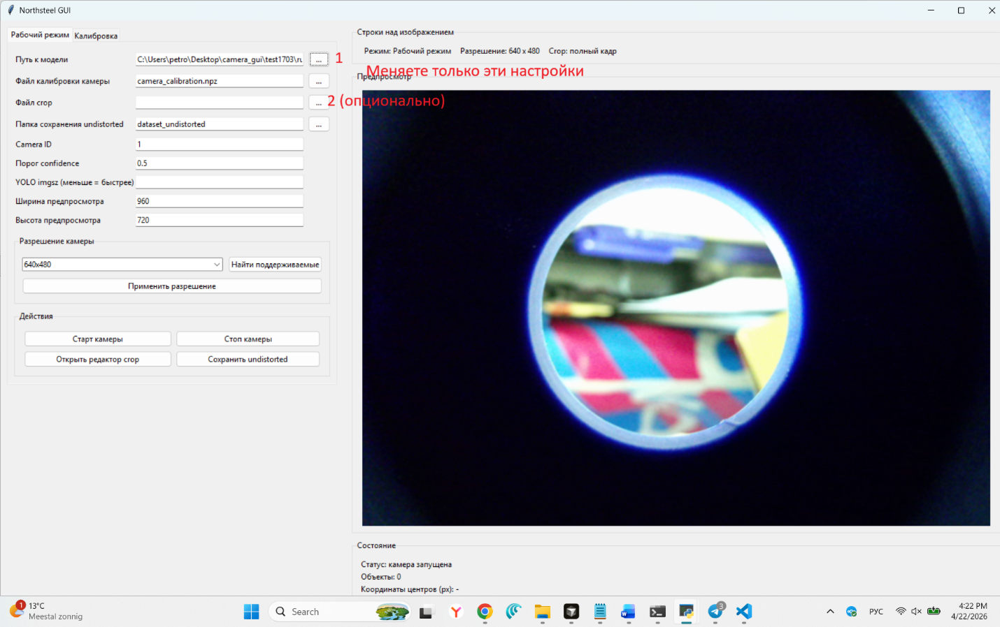 Northsteel GUI
Рабочий режим Калибровка
Путь к модели C:\Users\petro\Desktop\camera_gui\test1703\ru ... 1
Файл калибровки камеры camera_calibration.npz ...
Файл crop ... 2 (опционально)
Папка сохранения undistorted dataset_undistorted ...
Camera ID 1
Порог confidence 0.5
YOLO imgsz (меньше = быстрее)
Ширина предпросмотра 960
Высота предпросмотра 720
Разрешение камеры
640x480 Найти поддерживаемые
Применить разрешение
Действия
Старт камеры Стоп камеры
Открыть редактор crop Сохранить undistorted
Строки над изображением
Режим: Рабочий режим Разрешение: 640 x 480 Crop: полный кадр
Меняете только эти настройки
Предпросмотр
Состояние
Статус: камера запущена
Объекты: 0
Координаты центров (px): -
1 13°C
Meestal zonnig
Search
3
РУС
4:22 PM
4/22/2026